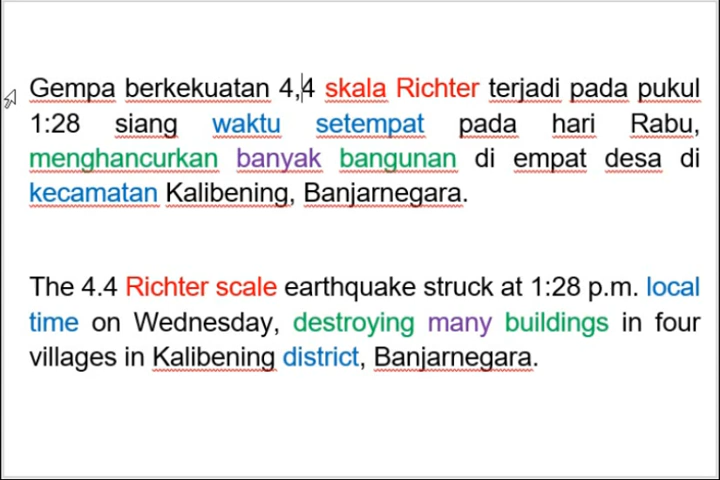 Gempa berkekuatan 4,4 skala Richter terjadi pada pukul
1:28 siang waktu setempat pada hari Rabu,
menghancurkan banyak bangunan di empat desa di
kecamatan Kalibening, Banjarnegara.
The 4.4 Richter scale earthquake struck at 1:28 p.m. local
time on Wednesday, destroying many buildings in four
villages in Kalibening district, Banjarnegara.